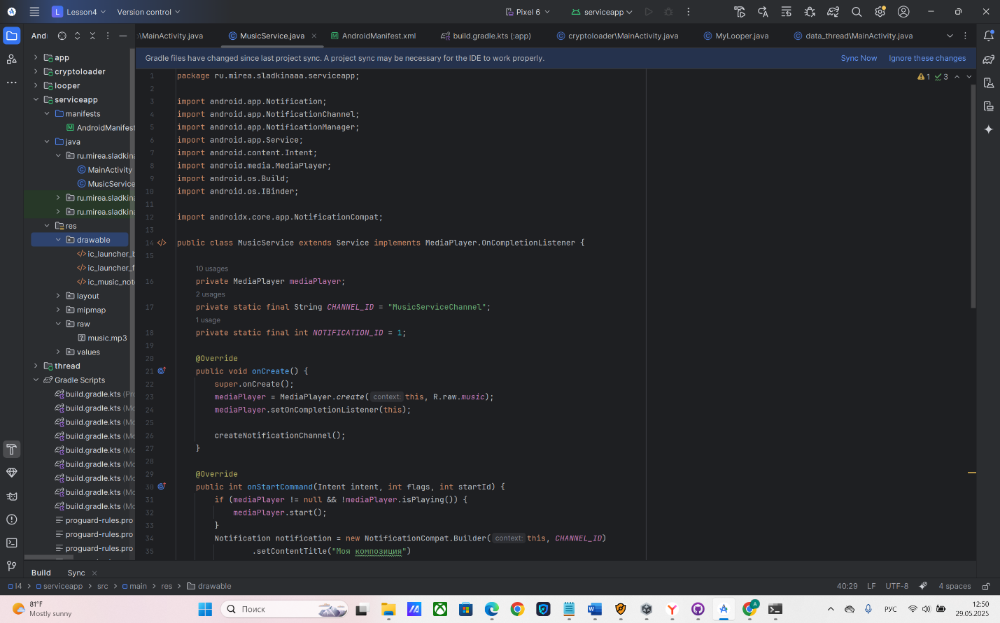 L Lesson4 Version control Pixel 6 serviceapp
And \MainActivity.java MusicService.java AndroidManifest.xml build.gradle.kts (:app) cryptoloader\MainActivity.java MyLooper.java data_thread\MainActivity.java
Gradle files have changed since last project sync. A project sync may be necessary for the IDE to work properly. Sync Now Ignore these changes
app
cryptoloader
looper
serviceapp
manifests
AndroidManifest
java
ru.mirea.sladkina
MainActivity
MusicService
ru.mirea.sladkina
ru.mirea.sladkina
res
drawable
ic_launcher_b
ic_launcher_f
ic_music_not
layout
mipmap
raw
music.mp3
values
thread
Gradle Scripts
build.gradle.kts (Pro
build.gradle.kts (Mo
build.gradle.kts (Mo
build.gradle.kts (Mo
build.gradle.kts (Mo
build.gradle.kts (Mo
build.gradle.kts (Mo
build.gradle.kts (Mo
build.gradle.kts (Mo
proguard-rules.pro
proguard-rules.pro
proguard-rules.pro
1 3
1 package ru.mirea.sladkinaaa.serviceapp;
2
3 import android.app.Notification;
4 import android.app.NotificationChannel;
5 import android.app.NotificationManager;
6 import android.app.Service;
7 import android.content.Intent;
8 import android.media.MediaPlayer;
9 import android.os.Build;
10 import android.os.IBinder;
11
12 import androidx.core.app.NotificationCompat;
13
14 public class MusicService extends Service implements MediaPlayer.OnCompletionListener {
15
10 usages
16 private MediaPlayer mediaPlayer;
2 usages
17 private static final String CHANNEL_ID = "MusicServiceChannel";
1 usage
18 private static final int NOTIFICATION_ID = 1;
19
20 @Override
21 public void onCreate() {
22 super.onCreate();
23 mediaPlayer = MediaPlayer.create( context: this, R.raw.music);
24 mediaPlayer.setOnCompletionListener(this);
25
26 createNotificationChannel();
27 }
28
29 @Override
30 public int onStartCommand(Intent intent, int flags, int startId) {
31 if (mediaPlayer != null && !mediaPlayer.isPlaying()) {
32 mediaPlayer.start();
33 }
34 Notification notification = new NotificationCompat.Builder( context: this, CHANNEL_ID)
35 .setContentTitle("Моя композиция")
Build Sync
l4 serviceapp src main res drawable 40:29 LF UTF-8 4 spaces
81°F
Mostly sunny
Поиск
A
РУС
12:50
29.05.2025